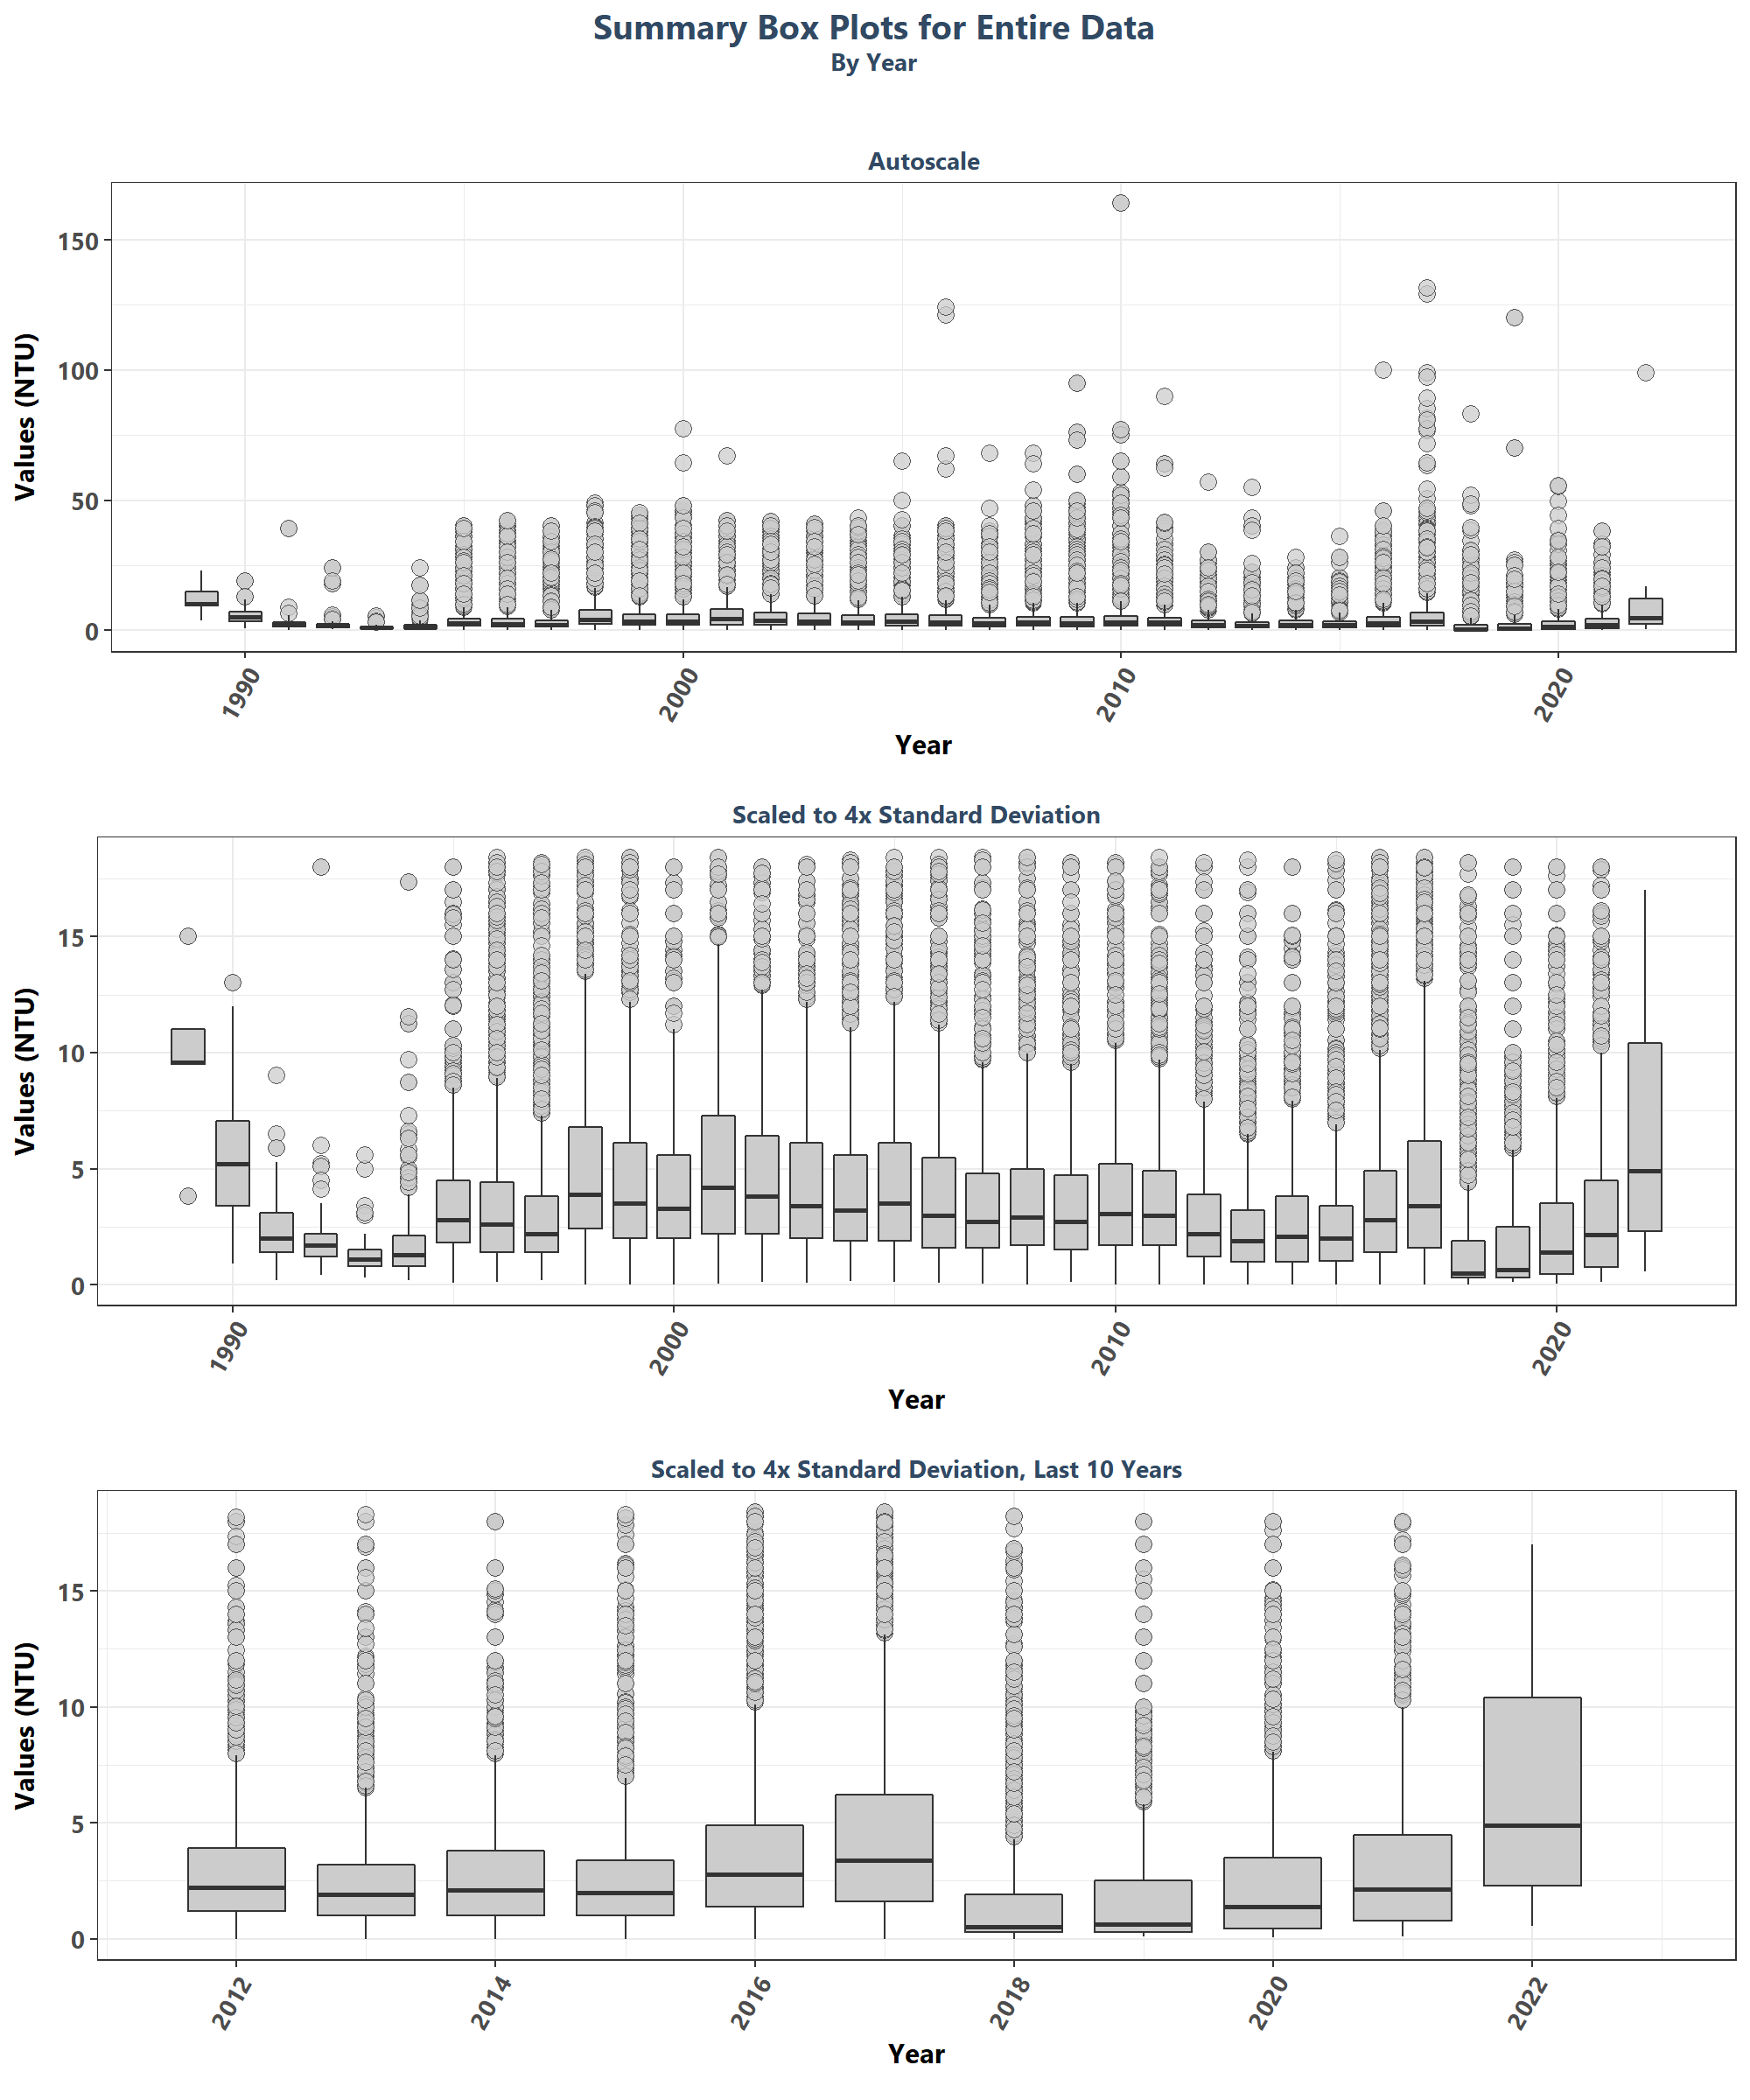 Summary Box Plots for Entire Data
By Year
Autoscale
Values (NTU)
150
100
50
0
1990
2000
2010
2020
Year
Scaled to 4x Standard Deviation
Values (NTU)
15
10
5
0
1990
2000
2010
2020
Year
Scaled to 4x Standard Deviation, Last 10 Years
Values (NTU)
15
10
5
0
2012
2014
2016
2018
2020
2022
Year